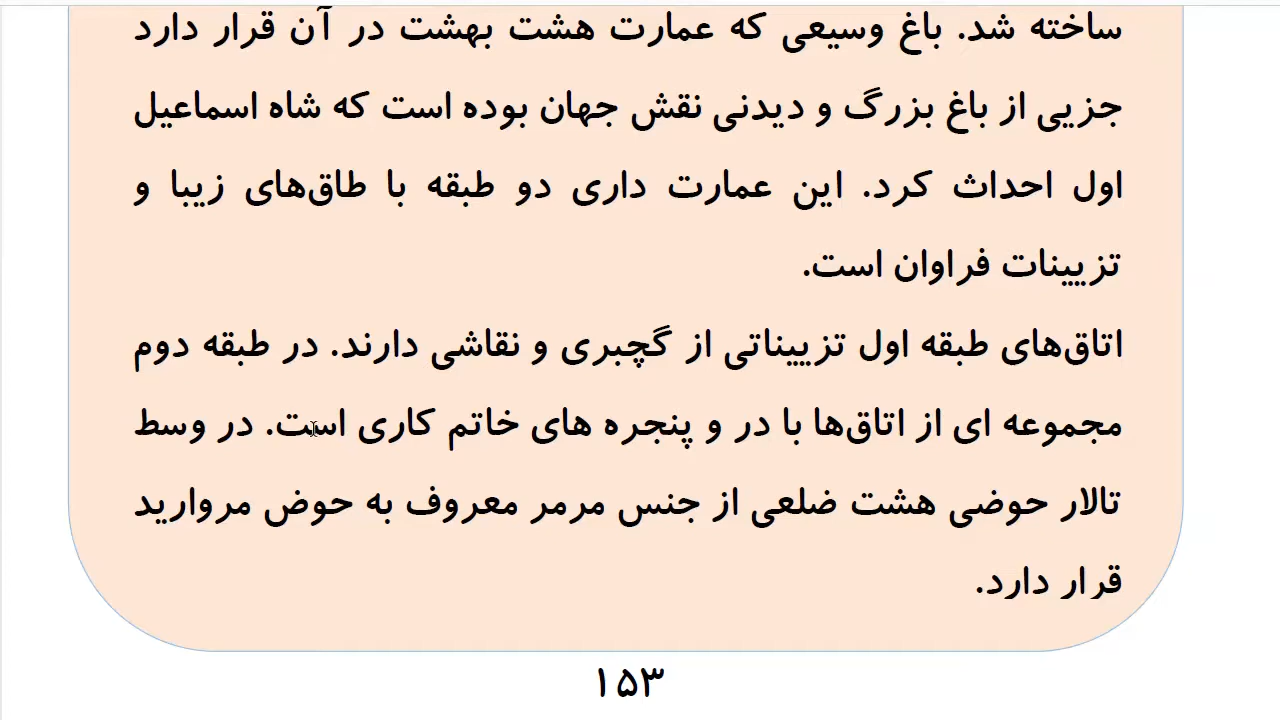 ساخته شد. باغ وسیعی که عمارت هشت بهشت در آن قرار دارد
جزیی از باغ بزرگ و دیدنی نقش جهان بوده است که شاه اسماعیل
اول احداث کرد. این عمارت داری دو طبقه با طاق‌های زیبا و
تزیینات فراوان است.
اتاق‌های طبقه اول تزییناتی از گچبری و نقاشی دارند. در طبقه دوم
مجموعه ای از اتاق‌ها با در و پنجره های خاتم کاری است. در وسط
تالار حوضی هشت ضلعی از جنس مرمر معروف به حوض مروارید
قرار دارد.
۱۵۳